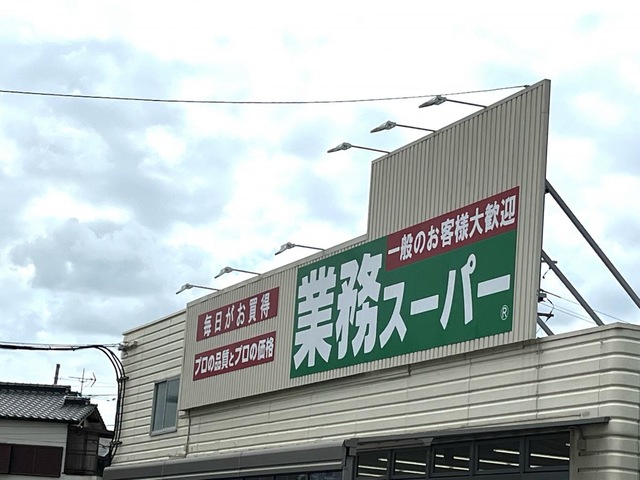 毎日がお買得
プロの品質とプロの価格
一般のお客様大歓迎
業務スーパー®